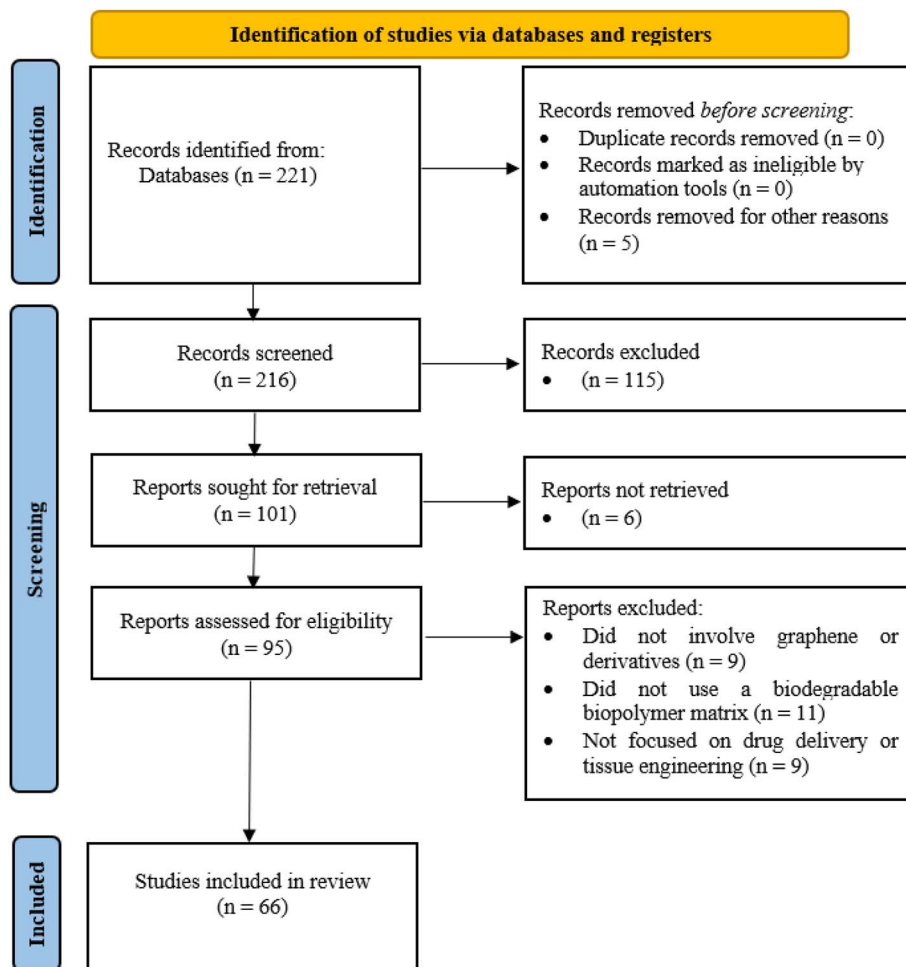 Identification of studies via databases and registers
Identification
Records identified from:
Databases (n = 221)
Records removed before screening:
• Duplicate records removed (n = 0)
• Records marked as ineligible by
automation tools (n = 0)
• Records removed for other reasons
(n = 5)
Screening
Records screened
(n = 216)
Records excluded
• (n = 115)
Reports sought for retrieval
(n = 101)
Reports not retrieved
• (n = 6)
Reports assessed for eligibility
(n = 95)
Reports excluded:
• Did not involve graphene or
derivatives (n = 9)
• Did not use a biodegradable
biopolymer matrix (n = 11)
• Not focused on drug delivery or
tissue engineering (n = 9)
Included
Studies included in review
(n = 66)